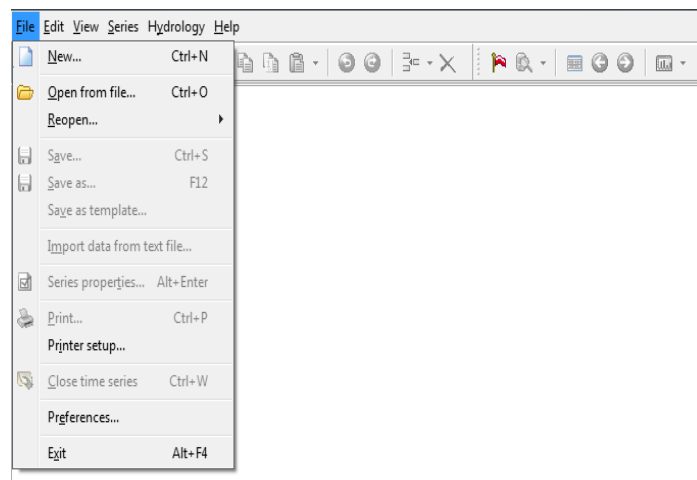 File Edit View Series Hydrology Help
New... Ctrl+N
Open from file... Ctrl+O
Reopen...
Save... Ctrl+S
Save as... F12
Save as template...
Import data from text file...
Series properties... Alt+Enter
Print... Ctrl+P
Printer setup...
Close time series Ctrl+W
Preferences...
Exit Alt+F4